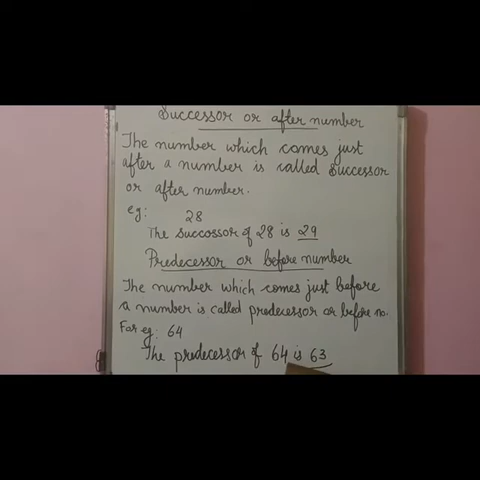 Successor or after number
The number which comes just
after a number is called Successor
or after number.
eg: 28
The Successor of 28 is 29
Predecessor or before number
The number which comes just before
a number is called predecessor or before no.
For eg: 64
The predecessor of 64 is 63